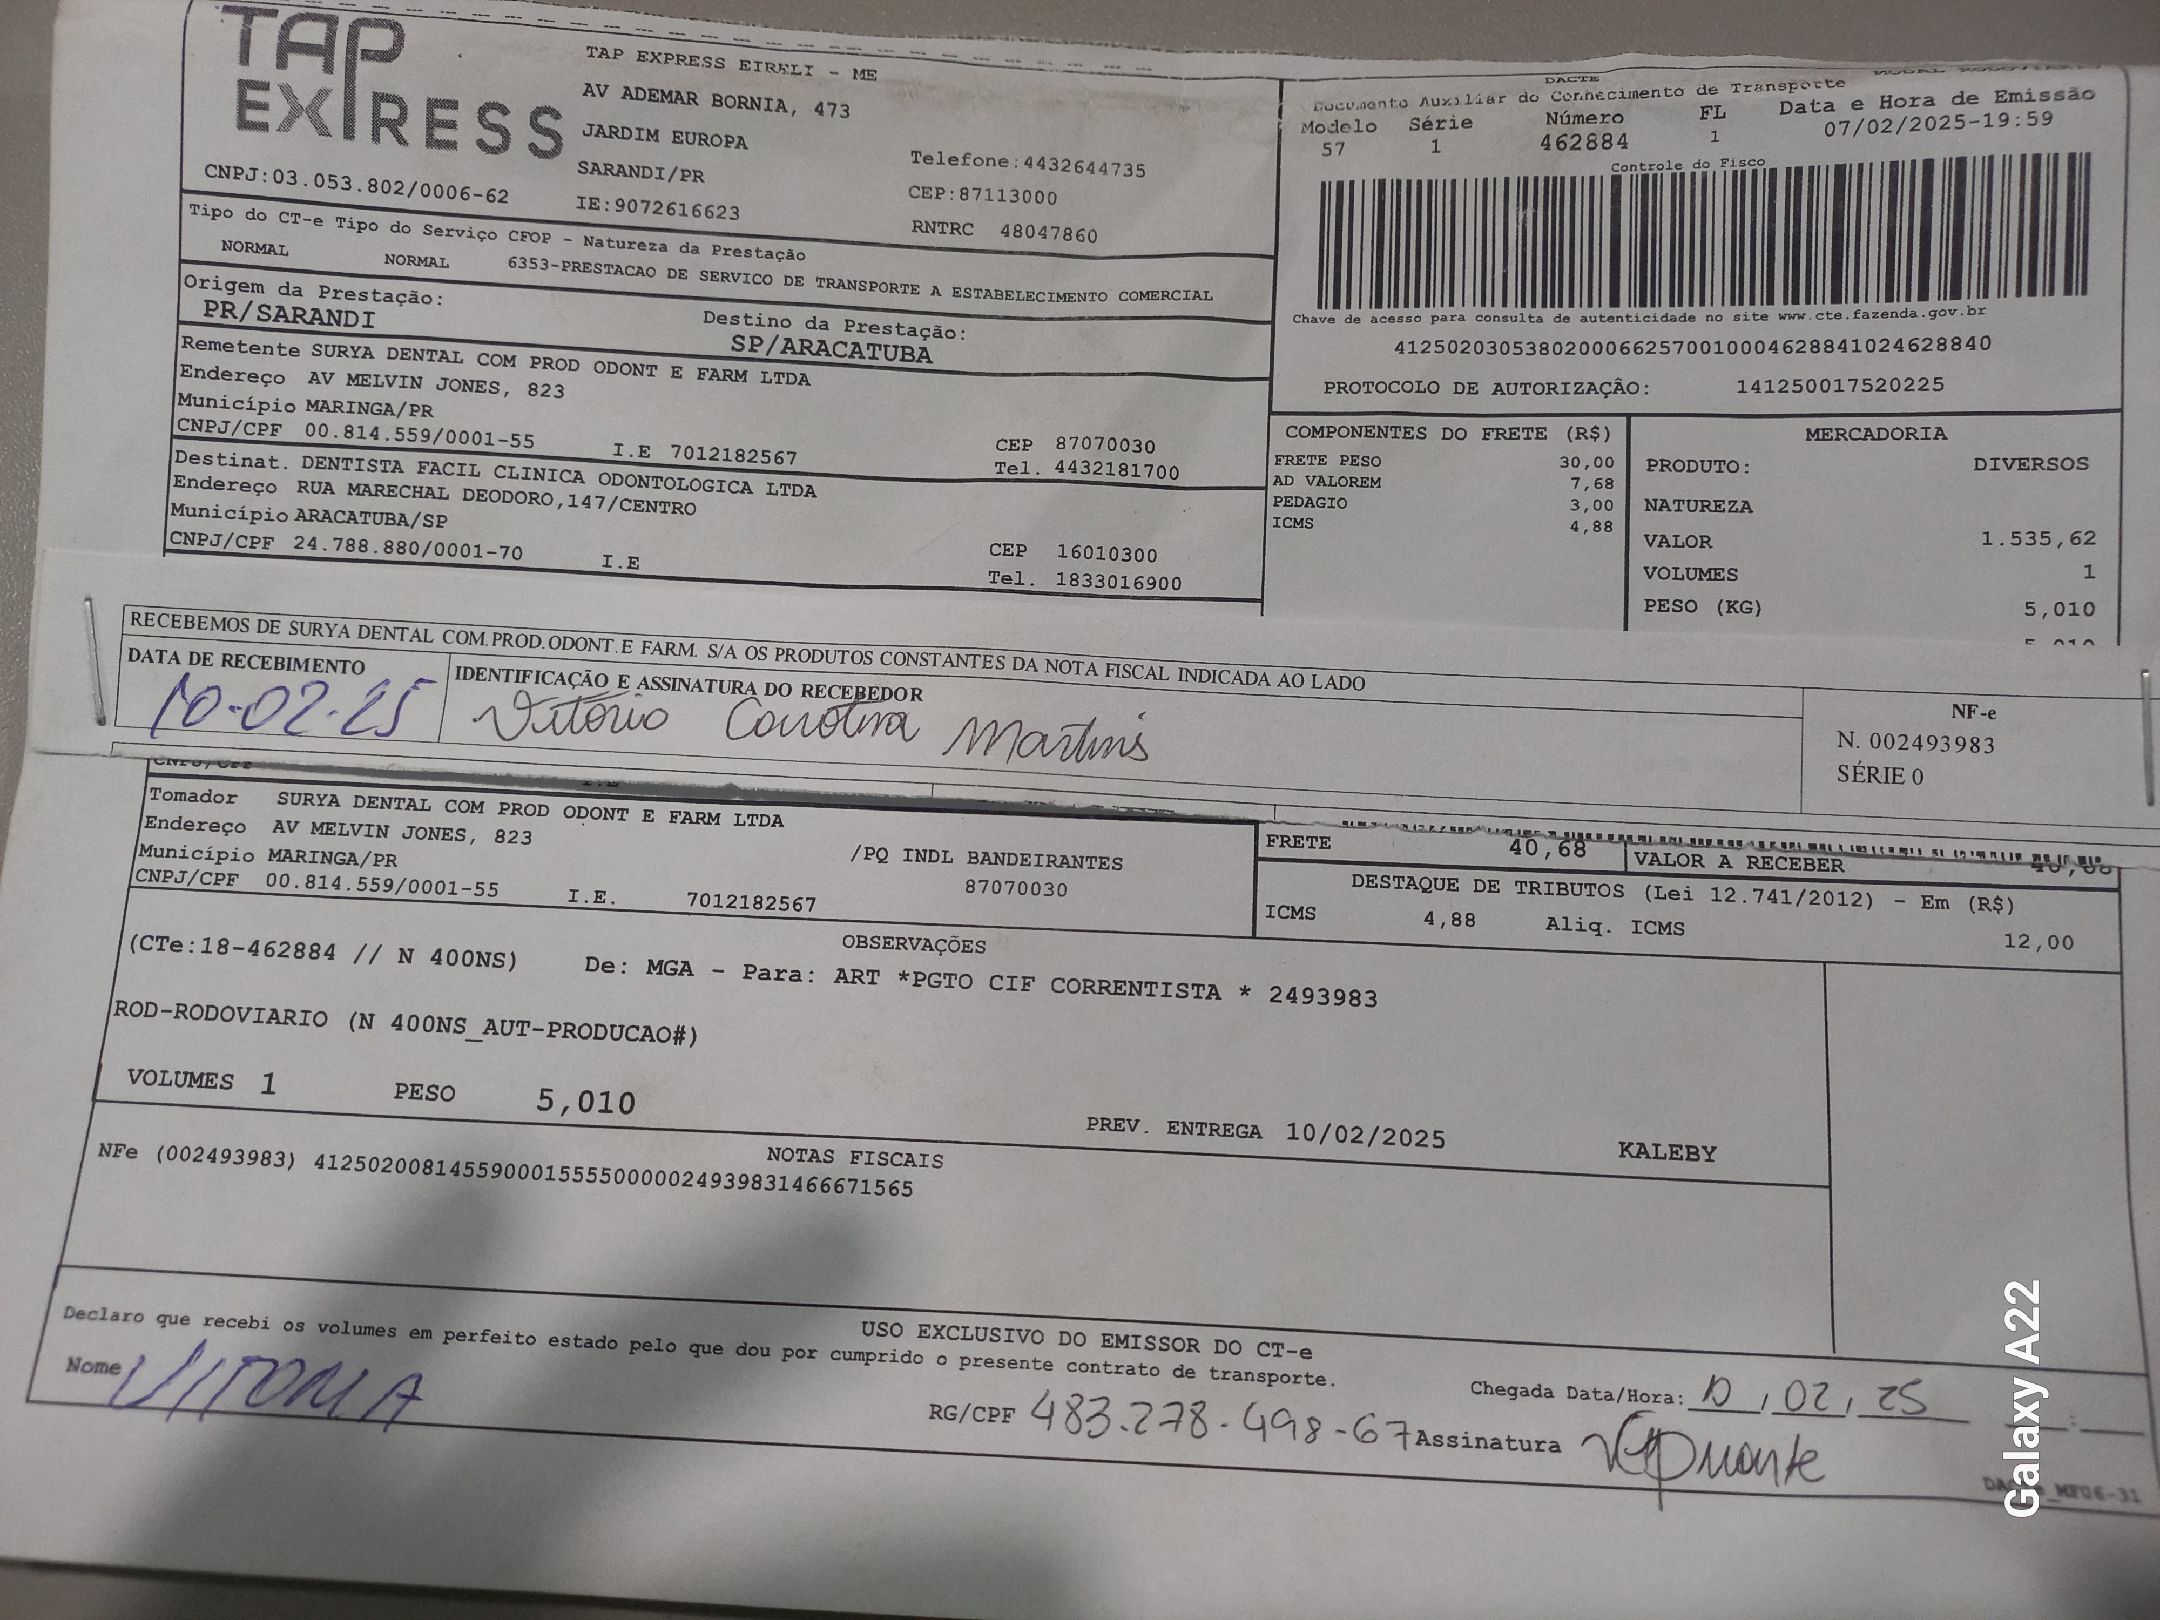 TAP
EXPRESS
TAP EXPRESS EIRELI - ME
AV ADEMAR BORNIA, 473
JARDIM EUROPA
SARANDI/PR
Telefone:4432644735
CNPJ:03.053.802/0006-62
IE:9072616623
CEP:87113000
RNTRC 48047860
Tipo do CT-e Tipo do Serviço CFOP - Natureza da Prestação
NORMAL NORMAL 6353-PRESTACAO DE SERVICO DE TRANSPORTE A ESTABELECIMENTO COMERCIAL
Origem da Prestação:
PR/SARANDI
Destino da Prestação:
SP/ARACATUBA
Remetente SURYA DENTAL COM PROD ODONT E FARM LTDA
Endereço AV MELVIN JONES, 823
Município MARINGA/PR
CNPJ/CPF 00.814.559/0001-55 I.E 7012182567
CEP 87070030
Tel. 4432181700
Destinat. DENTISTA FACIL CLINICA ODONTOLOGICA LTDA
Endereço RUA MARECHAL DEODORO,147/CENTRO
Município ARACATUBA/SP
CNPJ/CPF 24.788.880/0001-70 I.E
CEP 16010300
Tel. 1833016900
DACTE
Documento Auxiliar do Conhecimento de Transporte
Modelo Série Número FL Data e Hora de Emissão
57 1 462884 1 07/02/2025-19:59
Controle do Fisco
Chave de acesso para consulta de autenticidade no site www.cte.fazenda.gov.br
41250203053802000662570010004628841024628840
PROTOCOLO DE AUTORIZAÇÃO: 141250017520225
COMPONENTES DO FRETE (R$)
FRETE PESO 30,00
AD VALOREM 7,68
PEDAGIO 3,00
ICMS 4,88
MERCADORIA
PRODUTO: DIVERSOS
NATUREZA
VALOR 1.535,62
VOLUMES 1
PESO (KG) 5,010
RECEBEMOS DE SURYA DENTAL COM.PROD.ODONT.E FARM. S/A OS PRODUTOS CONSTANTES DA NOTA FISCAL INDICADA AO LADO
DATA DE RECEBIMENTO
IDENTIFICAÇÃO E ASSINATURA DO RECEBEDOR
10-02-25
Vitória Carolina Martins
NF-e
N. 002493983
SÉRIE 0
CNPJ/CPF I.E
Tomador SURYA DENTAL COM PROD ODONT E FARM LTDA
Endereço AV MELVIN JONES, 823
Município MARINGA/PR /PQ INDL BANDEIRANTES
CNPJ/CPF 00.814.559/0001-55 I.E. 7012182567 87070030
FRETE 40,68 VALOR A RECEBER 40,68
DESTAQUE DE TRIBUTOS (Lei 12.741/2012) - Em (R$)
ICMS 4,88 Aliq. ICMS 12,00
OBSERVAÇÕES
(CTe:18-462884 // N 400NS) De: MGA - Para: ART *PGTO CIF CORRENTISTA * 2493983
ROD-RODOVIARIO (N 400NS_AUT-PRODUCAO#)
VOLUMES 1 PESO 5,010
PREV. ENTREGA 10/02/2025 KALEBY
NOTAS FISCAIS
NFe (002493983) 41250200814559000155550000024939831466671565
USO EXCLUSIVO DO EMISSOR DO CT-e
Declaro que recebi os volumes em perfeito estado pelo que dou por cumprido o presente contrato de transporte.
Nome VITORIA
RG/CPF 483.278.498-67
Chegada Data/Hora: 10, 02, 25
Assinatura
Galaxy A22